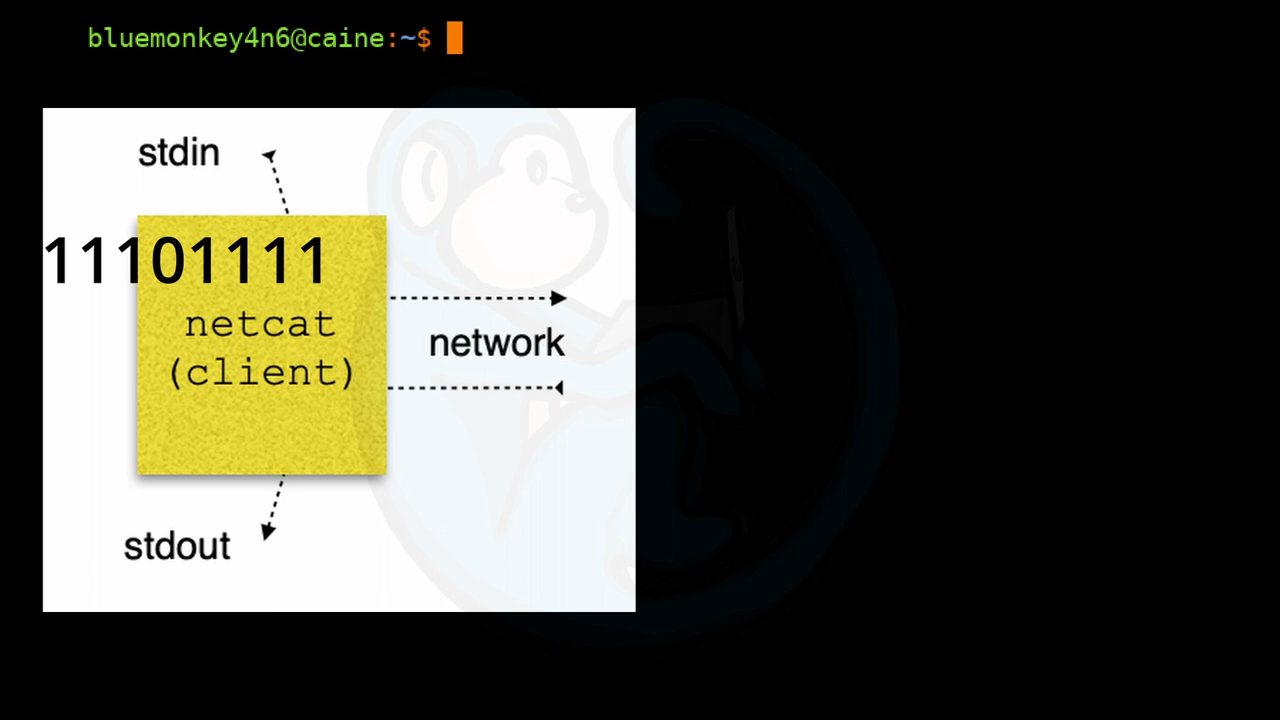 bluemonkey4n6@caine:~$
stdin
11101111
netcat
(client)
network
stdout